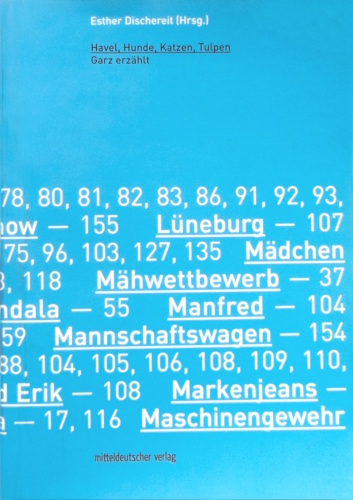 Esther Dischereit (Hrsg.)
Havel, Hunde, Katzen, Tulpen
Garz erzählt
78, 80, 81, 82, 83, 86, 91, 92, 93,
now — 155 Lüneburg — 107
75, 96, 103, 127, 135 Mädchen
3, 118 Mähwettbewerb — 37
ndala — 55 Manfred — 104
59 Mannschaftswagen — 154
88, 104, 105, 106, 108, 109, 110,
d Erik — 108 Markenjeans —
a — 17, 116 Maschinengewehr
mitteldeutscher verlag